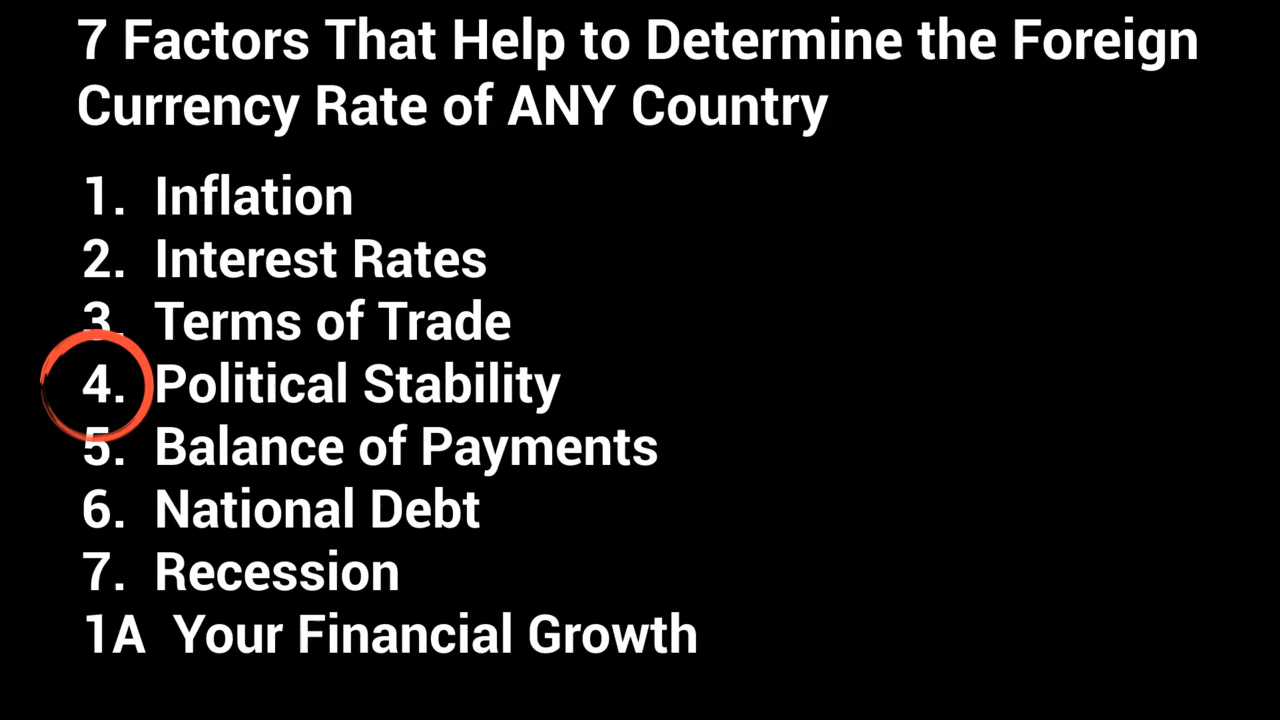 7 Factors That Help to Determine the Foreign
Currency Rate of ANY Country
1. Inflation
2. Interest Rates
3. Terms of Trade
4. Political Stability
5. Balance of Payments
6. National Debt
7. Recession
1A Your Financial Growth